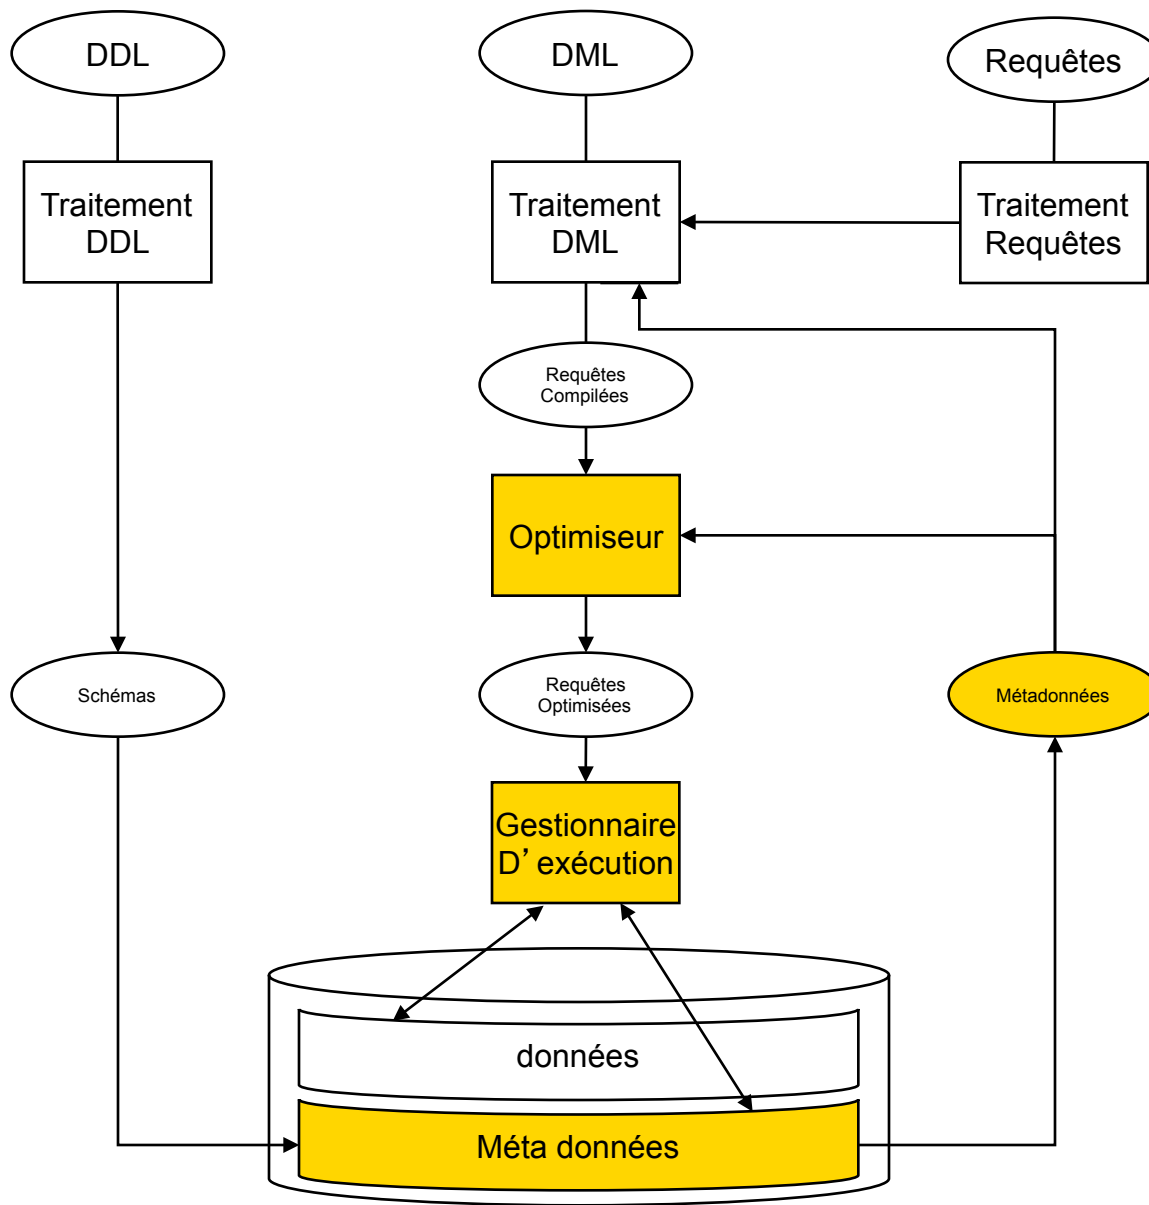 DDL
DML
Requêtes
Traitement
DDL
Traitement
DML
Traitement
Requêtes
Requêtes
Compilées
Optimiseur
Schémas
Requêtes
Optimisées
Métadonnées
Gestionnaire
D’exécution
données
Méta données